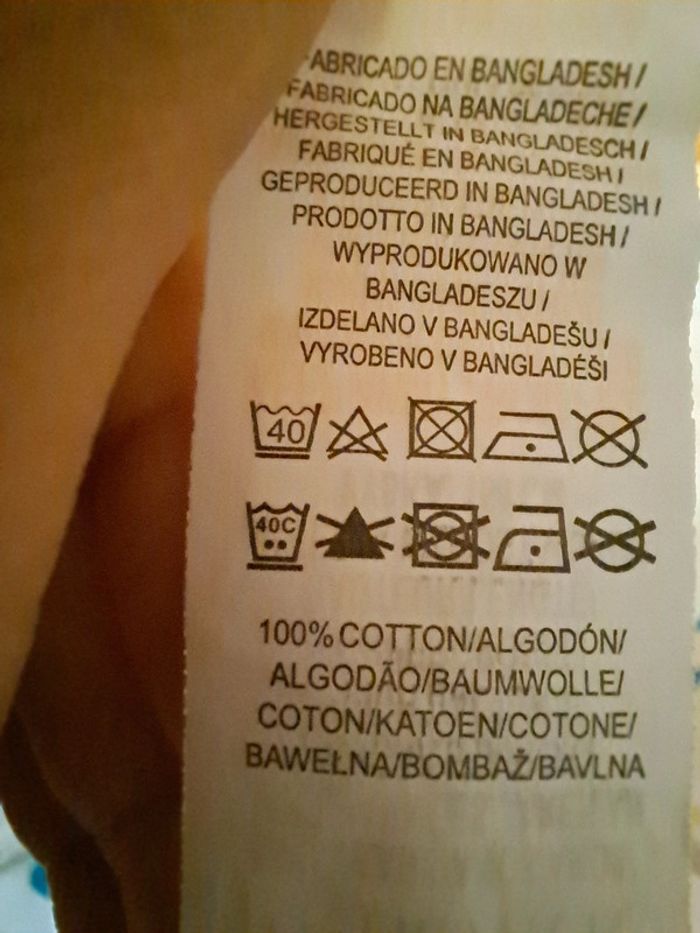 FABRICADO EN BANGLADESH /
FABRICADO NA BANGLADECHE /
HERGESTELLT IN BANGLADESCH /
FABRIQUÉ EN BANGLADESH /
GEPRODUCEERD IN BANGLADESH /
PRODOTTO IN BANGLADESH /
WYPRODUKOWANO W
BANGLADESZU /
IZDELANO V BANGLADEŠU /
VYROBENO V BANGLADÉŠI
40
40C
100% COTTON/ALGODÓN/
ALGODÃO/BAUMWOLLE/
COTON/KATOEN/COTONE/
BAWEŁNA/BOMBAŽ/BAVLNA